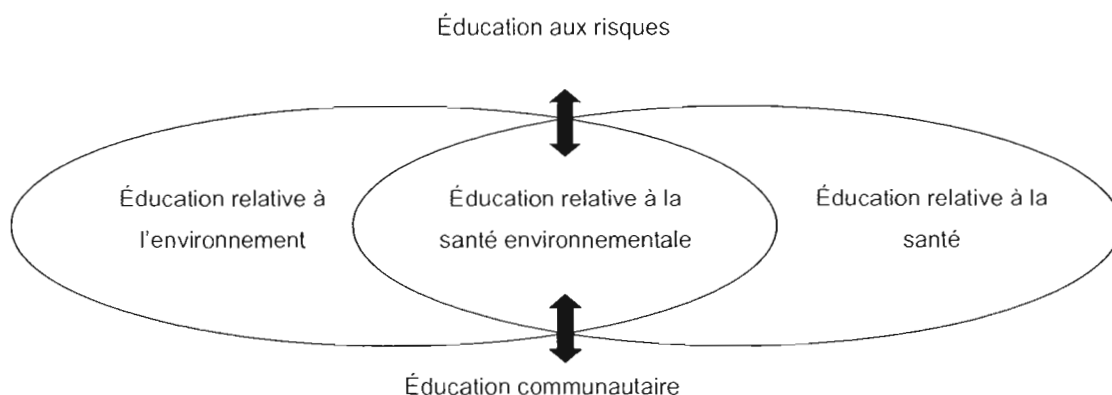 Éducation aux risques
Éducation relative à
l'environnement
Éducation relative à la
santé environnementale
Éducation relative à la
santé
Éducation communautaire